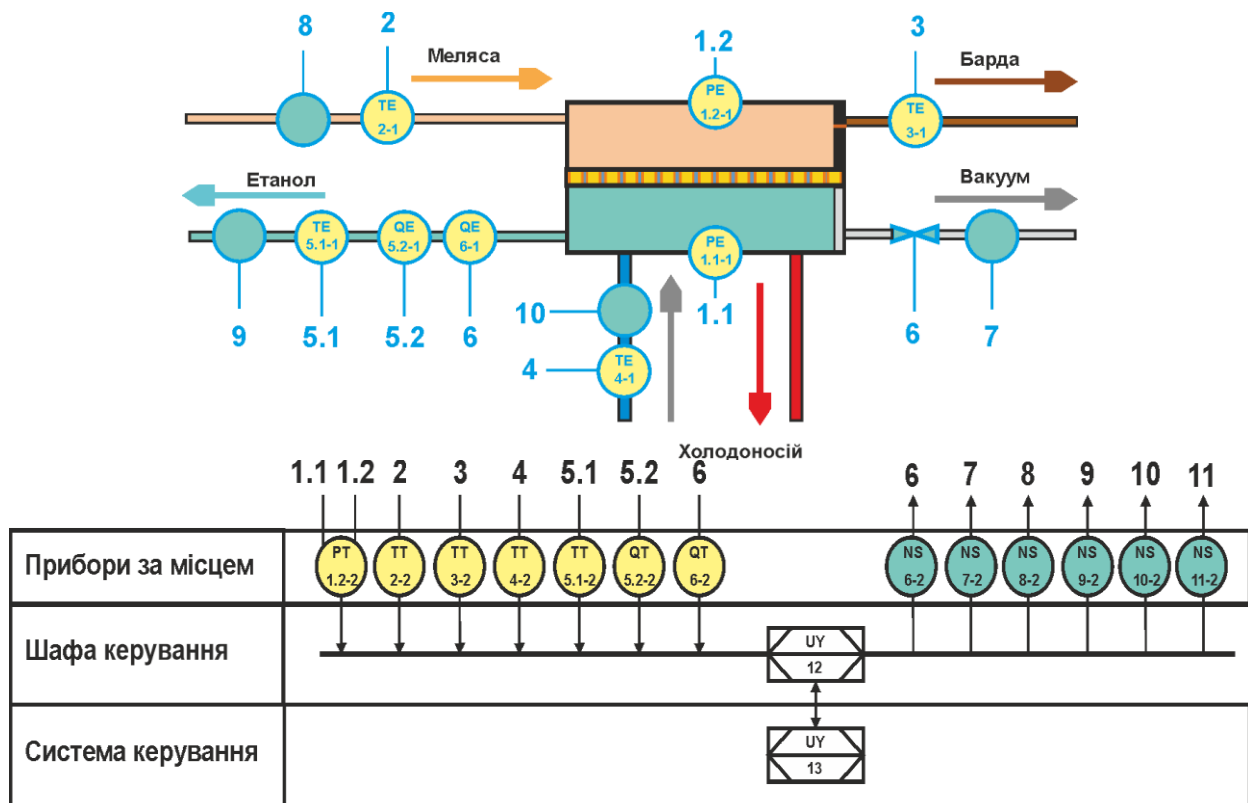 8
2
1.2
3
Меляса
Барда
PE
1.2-1
TE
2-1
TE
3-1
Етанол
Вакуум
TE
5.1-1
QE
5.2-1
QE
6-1
PE
1.1-1
9
5.1
5.2
6
10
1.1
6
7
4
TE
4-1
Холодоносій
1.1 1.2 2 3 4 5.1 5.2 6 6 7 8 9 10 11
Прибори за місцем
PT TT TT TT TT QT QT NS NS NS NS NS NS
1.2-2 2-2 3-2 4-2 5.1-2 5.2-2 6-2 6-2 7-2 8-2 9-2 10-2 11-2
Шафа керування
UY
12
Система керування
UY
13